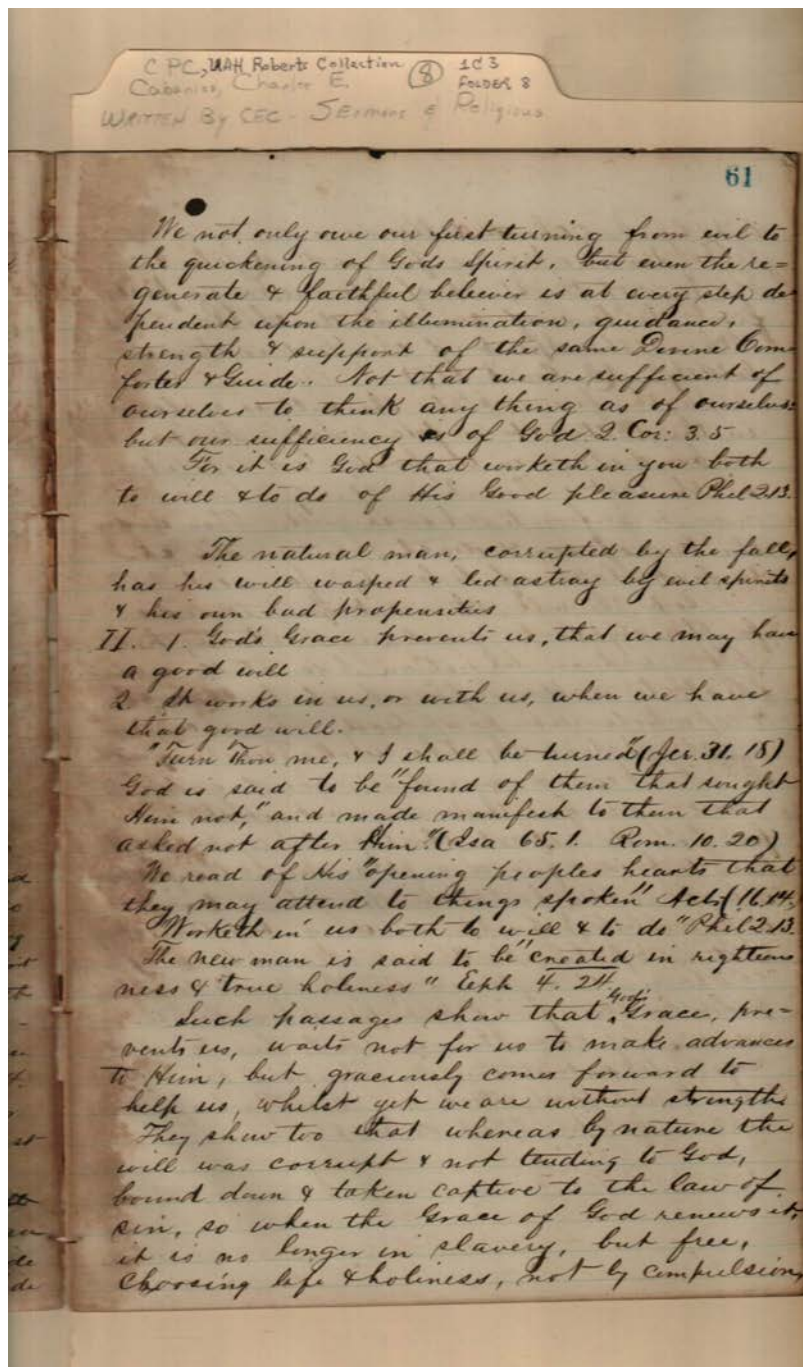 CPC, UAH Roberts Collection 8 1 of 3
Cabaniss, Charles E. FOLDER 8
WRITTEN By CEC - SErmons & Religious
61
We not only owe our first turning from evil to
the quickening of Gods Spirit, but even the re=
generate & faithful believer is at every step de
pendent upon the illumination, guidance,
strength & support of the same Devine Com
forter & Guide. Not that we are sufficient of
ourselves to think any thing as of ourselves:
but our sufficiency is of God 2. Cor: 3.5
For it is God that worketh in you both
to will & to do of His Good pleasure Phil 2.13.
The natural man, corrupted by the fall,
has his will warped & led astray by evil spirits
& his own bad propensities
II. 1. God's Grace prevents us, that we may have
a good will
2 It works in us, or with us, when we have
that good will.
"Turn Thou me, & I shall be turned" (Jer. 31. 18)
God is said to be "found of them that sought
Him not," and made manifest to them that
asked not after Him." (Isa 65. 1. Rom. 10. 20)
We read of His "opening peoples hearts that
they may attend to things spoken" Acts (16.14.
"Worketh in" us both to will & to do" Phil 2.13.
The new man is said to be "created in righteous
ness & true holiness" Eph 4. 24
Such passages show that God's Grace, pre=
vents us, waits not for us to make advances
to Him, but graciously comes forward to
help us, whilst yet we are without strength.
They show too that whereas by nature the
will was corrupt & not tending to God,
bound down & taken captive to the law of
sin, so when the Grace of God renews it,
it is no longer in slavery, but free,
choosing life & holiness, not by compulsion,